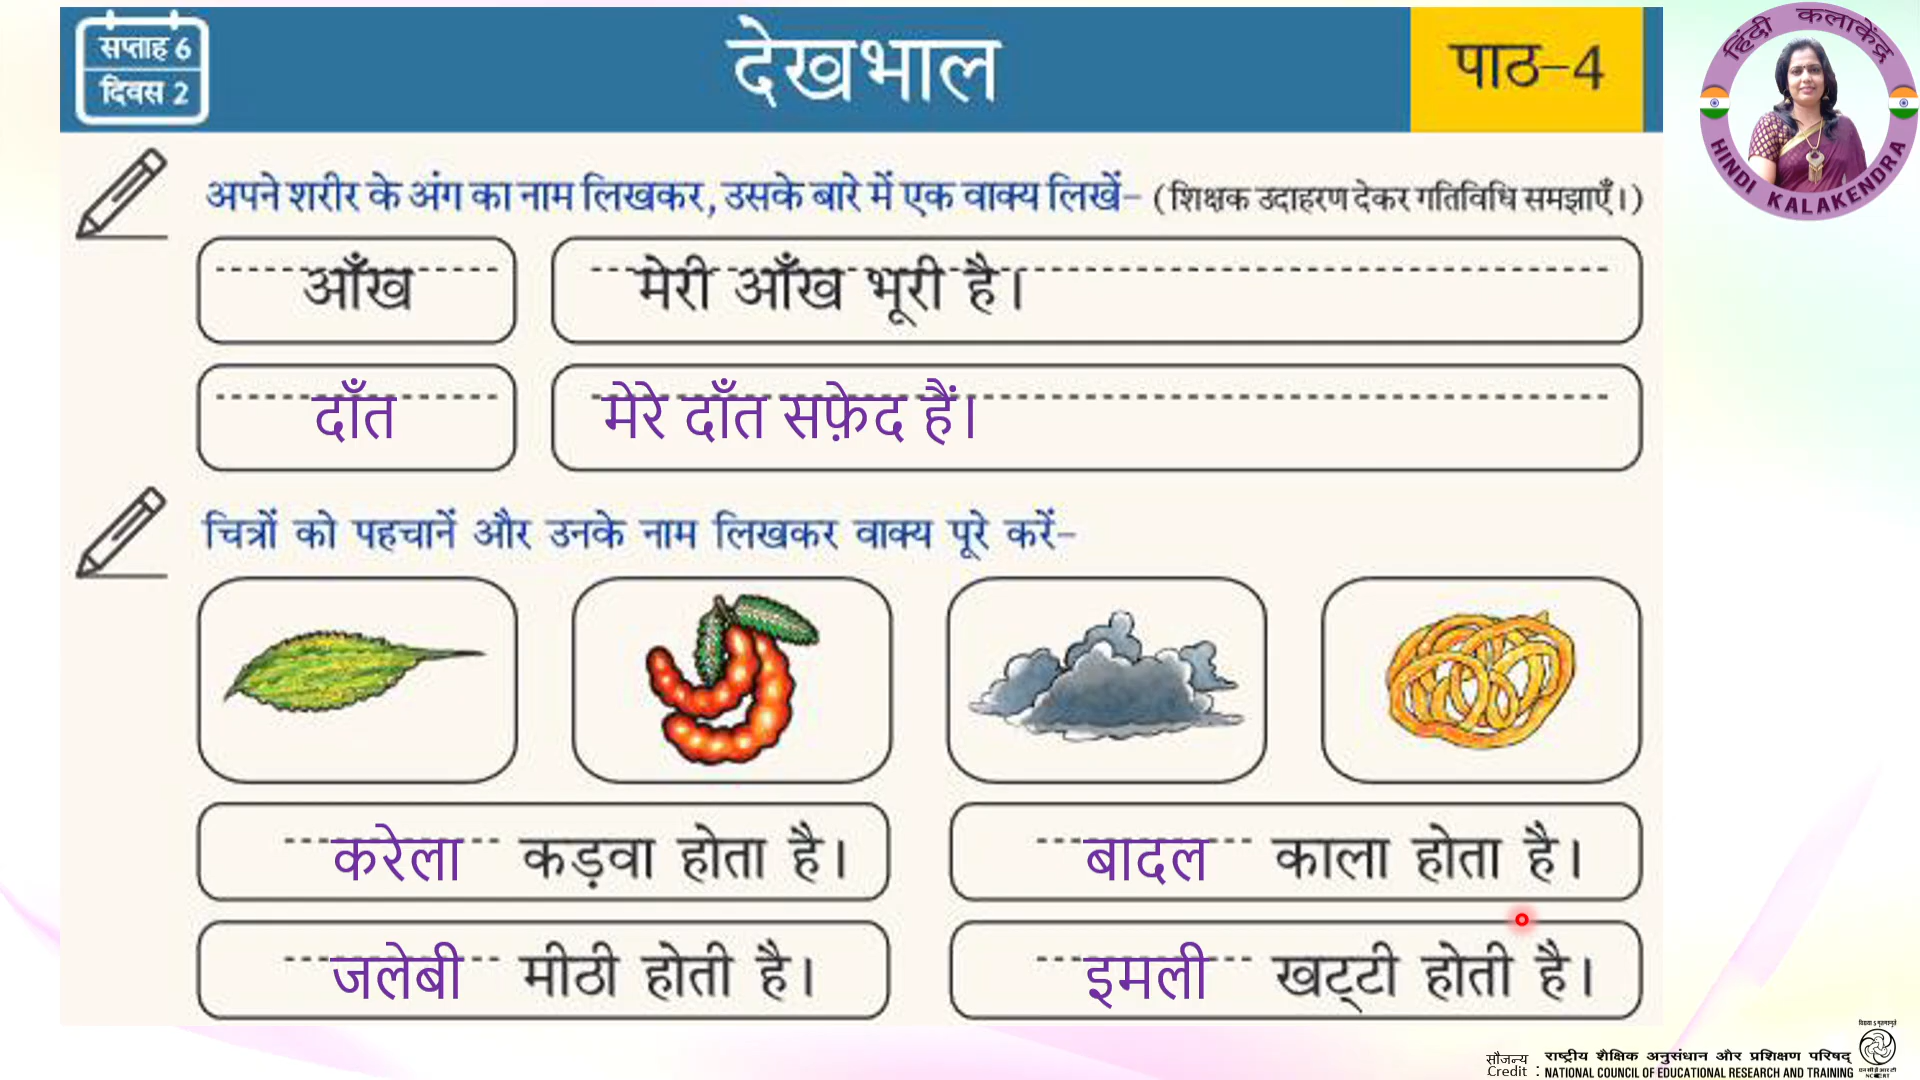 सप्ताह 6
दिवस 2
देखभाल
पाठ–4
हिंदी कलाकेंद्र
HINDI KALAKENDRA
अपने शरीर के अंग का नाम लिखकर, उसके बारे में एक वाक्य लिखें– (शिक्षक उदाहरण देकर गतिविधि समझाएँ।)
आँख मेरी आँख भूरी है।
दाँत मेरे दाँत सफ़ेद हैं।
चित्रों को पहचानें और उनके नाम लिखकर वाक्य पूरे करें–
करेला कड़वा होता है। बादल काला होता है।
जलेबी मीठी होती है। इमली खट्टी होती है।
सौजन्य
Credit :
राष्ट्रीय शैक्षिक अनुसंधान और प्रशिक्षण परिषद्
NATIONAL COUNCIL OF EDUCATIONAL RESEARCH AND TRAINING